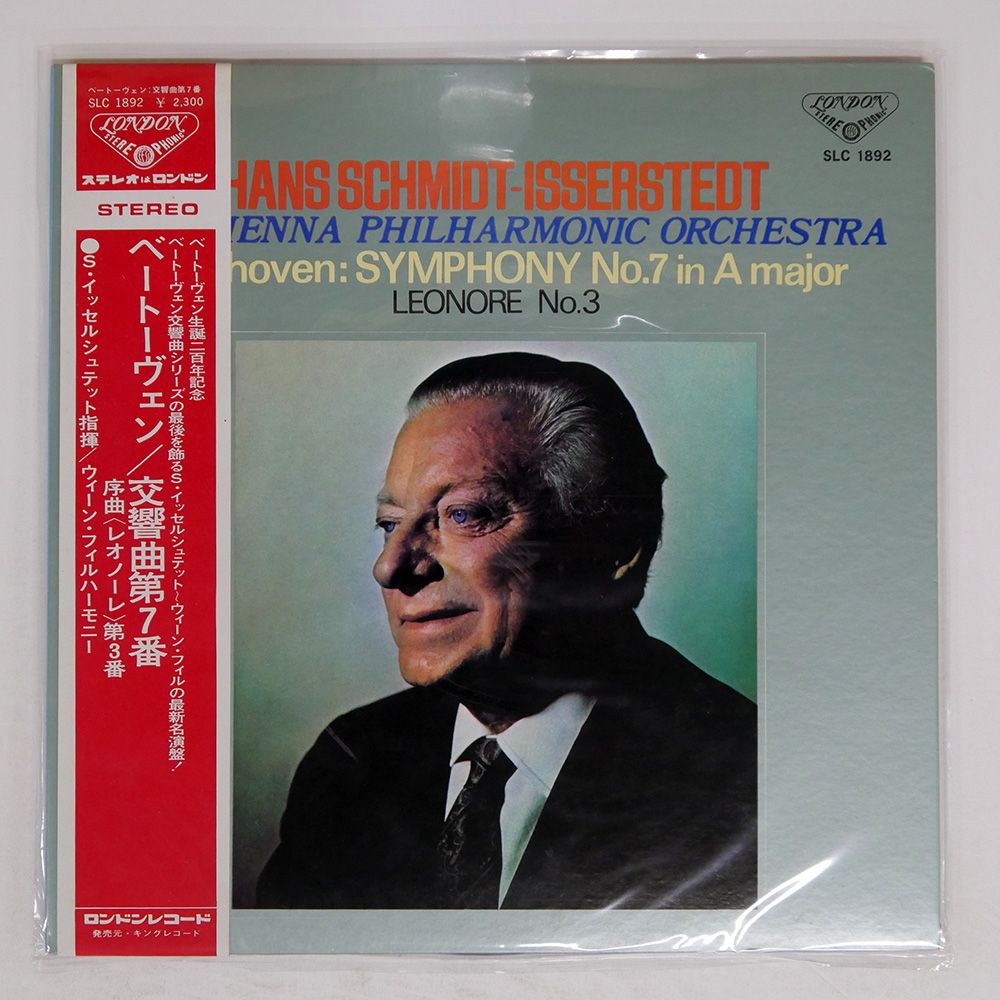 ベートーヴェン:交響曲第7番
SLC 1892 ¥ 2,300
LONDON
STEREOPHONIC
ステレオはロンドン
STEREO
ベートーヴェン生誕二百年記念
ベートーヴェン交響曲シリーズの最後を飾るS・イッセルシュテット〜ウィーン・フィルの最新名演盤!
ベートーヴェン/交響曲第7番
序曲〈レオノーレ〉第3番
●S・イッセルシュテット指揮/ウィーン・フィルハーモニー
ロンドンレコード
発売元・キングレコード
LONDON
STEREOPHONIC
SLC 1892
HANS SCHMIDT-ISSERSTEDT
IENNA PHILHARMONIC ORCHESTRA
hoven: SYMPHONY No.7 in A major
LEONORE No.3